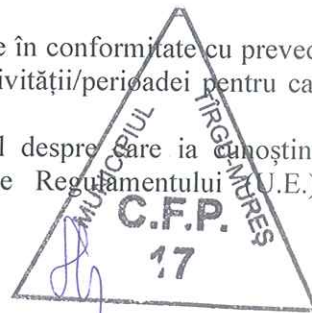 e în conformitate cu preved
ivității/perioadei pentru ca
l despre care ia cunoștin
e Regulamentului (U.E.)
MUNICIPIUL
TÎRGU-MUREȘ
C.F.P.
17